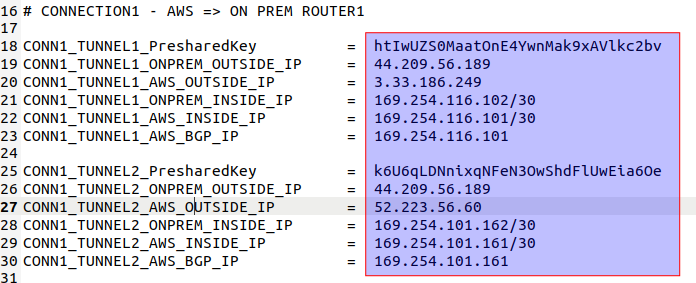 16 # CONNECTION1 - AWS => ON PREM ROUTER1
17
18 CONN1_TUNNEL1_PresharedKey = htIwUZS0MaatOnE4YwnMak9xAVlkc2bv
19 CONN1_TUNNEL1_ONPREM_OUTSIDE_IP = 44.209.56.189
20 CONN1_TUNNEL1_AWS_OUTSIDE_IP = 3.33.186.249
21 CONN1_TUNNEL1_ONPREM_INSIDE_IP = 169.254.116.102/30
22 CONN1_TUNNEL1_AWS_INSIDE_IP = 169.254.116.101/30
23 CONN1_TUNNEL1_AWS_BGP_IP = 169.254.116.101
24
25 CONN1_TUNNEL2_PresharedKey = k6U6qLDNnixqNFeN3OwShdFlUwEia6Oe
26 CONN1_TUNNEL2_ONPREM_OUTSIDE_IP = 44.209.56.189
27 CONN1_TUNNEL2_AWS_OUTSIDE_IP = 52.223.56.60
28 CONN1_TUNNEL2_ONPREM_INSIDE_IP = 169.254.101.162/30
29 CONN1_TUNNEL2_AWS_INSIDE_IP = 169.254.101.161/30
30 CONN1_TUNNEL2_AWS_BGP_IP = 169.254.101.161
31